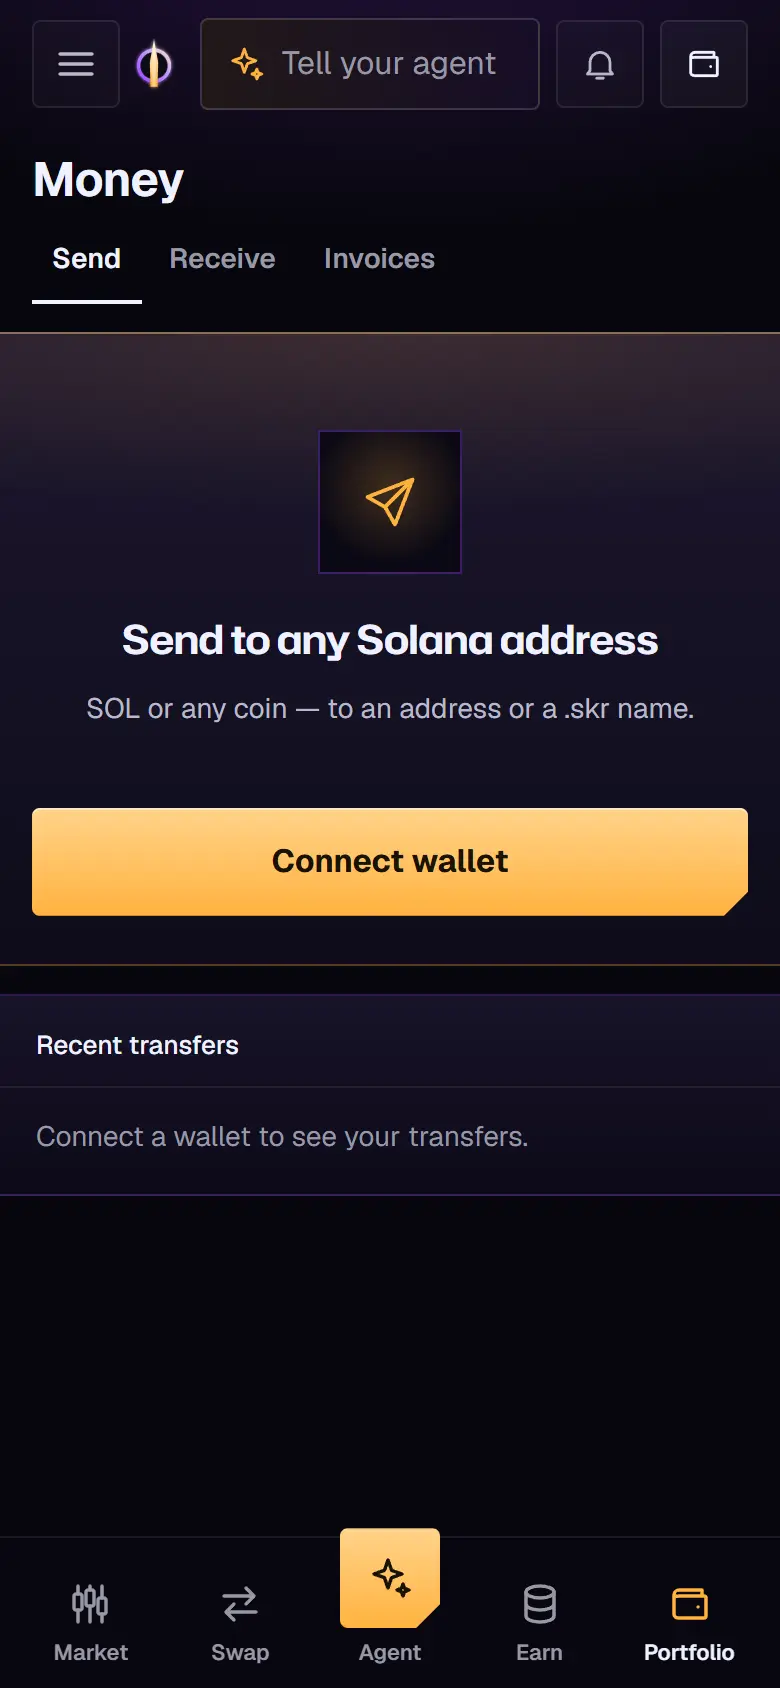 Tell your agent
Money
Send
Receive
Invoices
Send to any Solana address
SOL or any coin — to an address or a .skr name.
Connect wallet
Recent transfers
Connect a wallet to see your transfers.
Market
Swap
Agent
Earn
Portfolio